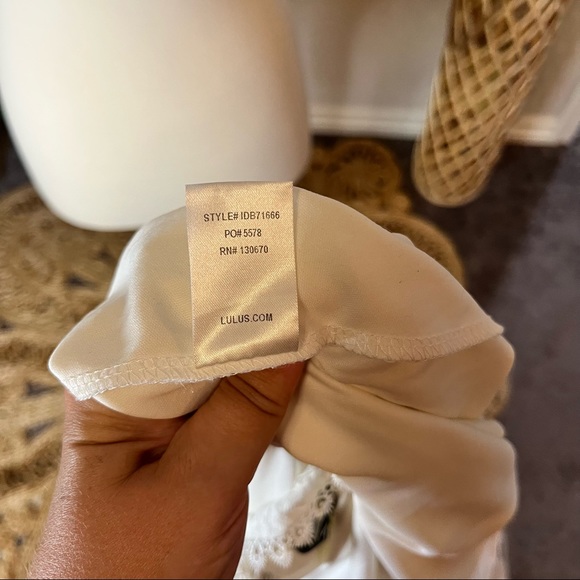 STYLE# IDB71666
PO# 5578
RN# 130670
LULUS.COM